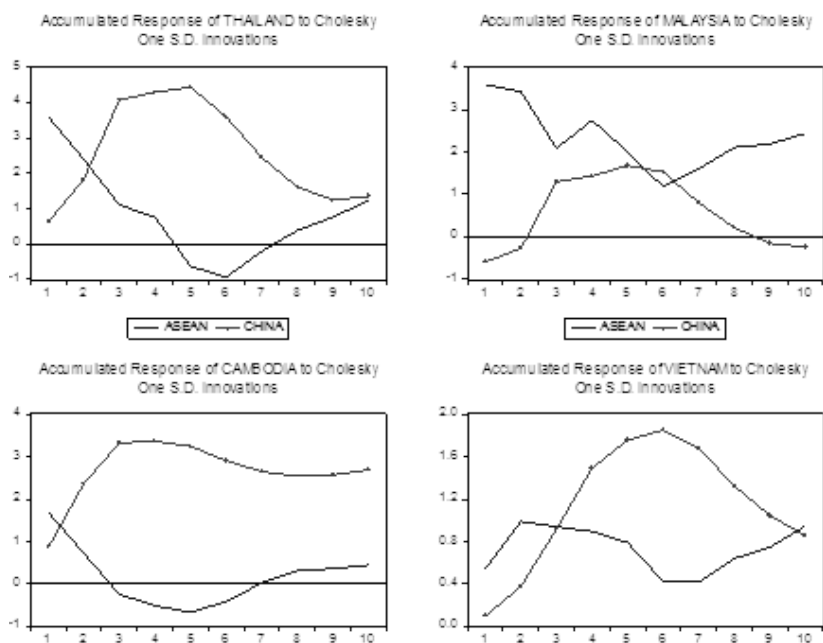 Accumulated Response of THAILAND to Cholesky
One S.D. Innovations
5
4
3
2
1
0
-1
1 2 3 4 5 6 7 8 9 10
ASEAN CHINA
Accumulated Response of MALAYSIA to Cholesky
One S.D. Innovations
4
3
2
1
0
-1
1 2 3 4 5 6 7 8 9 10
ASEAN CHINA
Accumulated Response of CAMBODIA to Cholesky
One S.D. Innovations
4
3
2
1
0
-1
1 2 3 4 5 6 7 8 9 10
Accumulated Response of VIETNAM to Cholesky
One S.D. Innovations
2.0
1.6
1.2
0.8
0.4
0.0
1 2 3 4 5 6 7 8 9 10